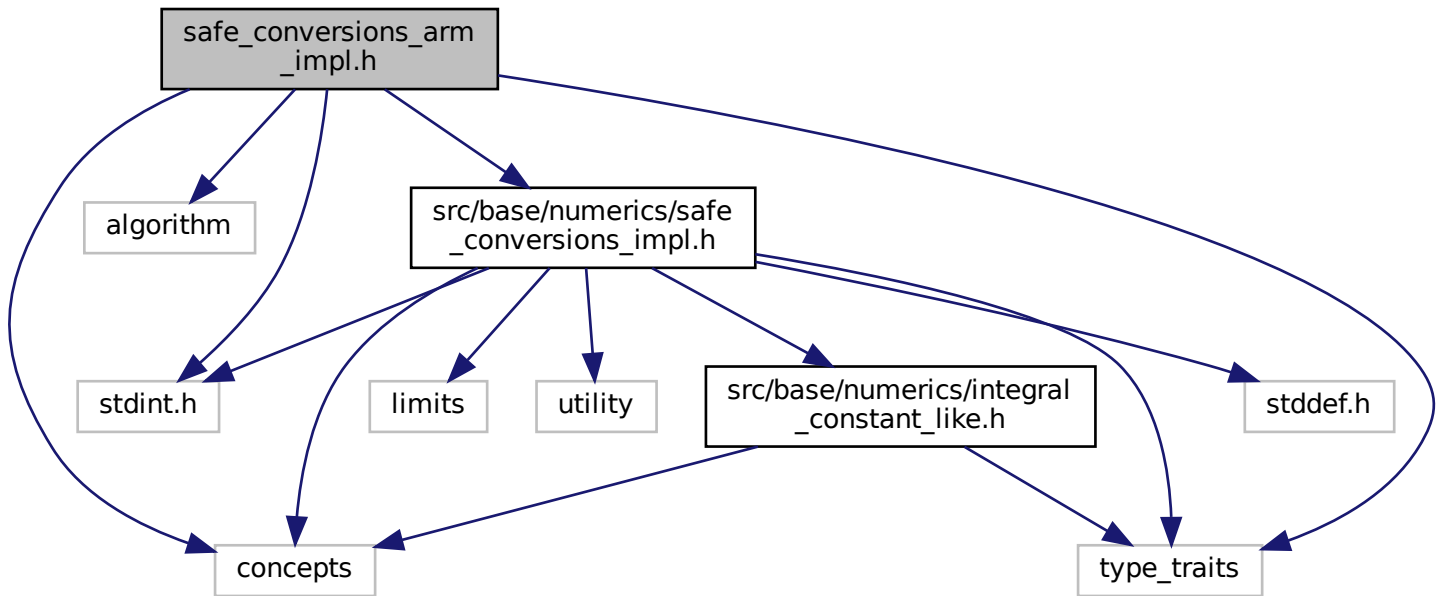 safe_conversions_arm
_impl.h
algorithm
src/base/numerics/safe
_conversions_impl.h
stdint.h
limits
utility
src/base/numerics/integral
_constant_like.h
stddef.h
concepts
type_traits